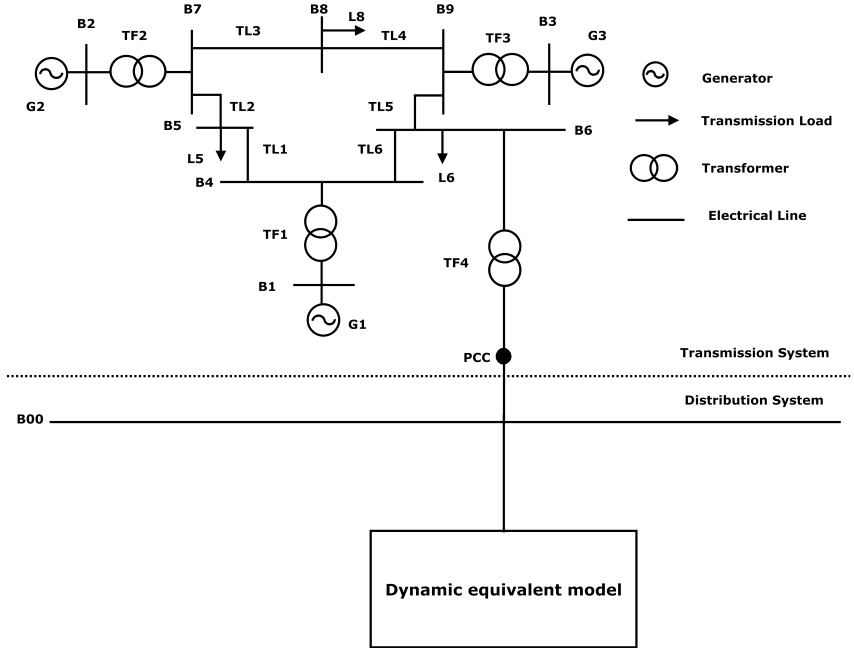 B7
B8
L8
B9
B2
TF2
TL3
TL4
TF3
B3
G3
G2
Generator
TL2
TL5
B5
B6
Transmission Load
L5
TL1
TL6
L6
B4
Transformer
TF1
Electrical Line
TF4
B1
G1
PCC
Transmission System
Distribution System
B00
Dynamic equivalent model